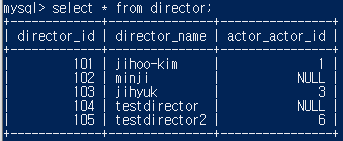 mysql> select * from director;
+-------------+---------------+----------------+
| director_id | director_name | actor_actor_id |
+-------------+---------------+----------------+
| 101 | jihoo-kim | 1 |
| 102 | minji | NULL |
| 103 | jihyuk | 3 |
| 104 | testdirector | NULL |
| 105 | testdirector2 | 6 |
+-------------+---------------+----------------+